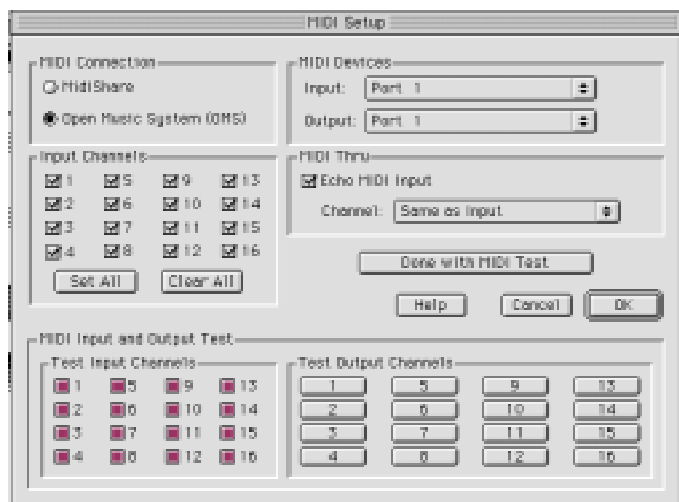 MIDI Setup
MIDI Connection
MidiShare
Open Music System (OMS)
MIDI Devices
Input: Port 1
Output: Port 1
Input Channels
1 5 9 13
2 6 10 14
3 7 11 15
4 8 12 16
Set All Clear All
MIDI Thru
Echo MIDI Input
Channel: Same as Input
Done with MIDI Test
Help Cancel OK
MIDI Input and Output Test
Test Input Channels
1 5 9 13
2 6 10 14
3 7 11 15
4 8 12 16
Test Output Channels
1 5 9 13
2 6 10 14
3 7 11 15
4 8 12 16